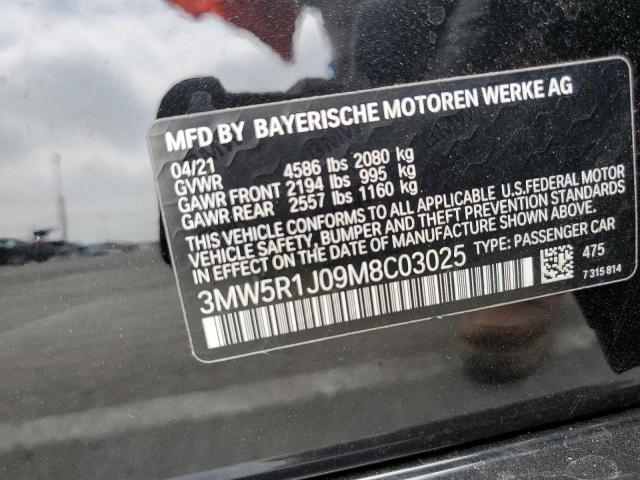 MFD BY BAYERISCHE MOTOREN WERKE AG
04/21
GVWR 4586 lbs 2080 kg
GAWR FRONT 2194 lbs 995 kg
GAWR REAR 2557 lbs 1160 kg
THIS VEHICLE CONFORMS TO ALL APPLICABLE U.S.FEDERAL MOTOR
VEHICLE SAFETY, BUMPER AND THEFT PREVENTION STANDARDS
IN EFFECT ON THE DATE OF MANUFACTURE SHOWN ABOVE.
3MW5R1J09M8C03025 TYPE: PASSENGER CAR
475
7 315 814